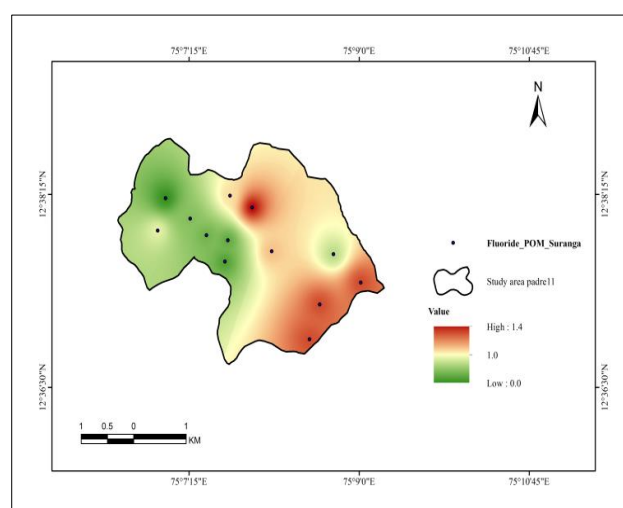 75°7'15"E 75°9'0"E 75°10'45"E
N
12°38'15"N 12°38'15"N
Fluoride_POM_Suranga
Study area padre11
Value
High : 1.4
1.0
Low : 0.0
12°36'30"N 12°36'30"N
1 0.5 0 1
KM
75°7'15"E 75°9'0"E 75°10'45"E